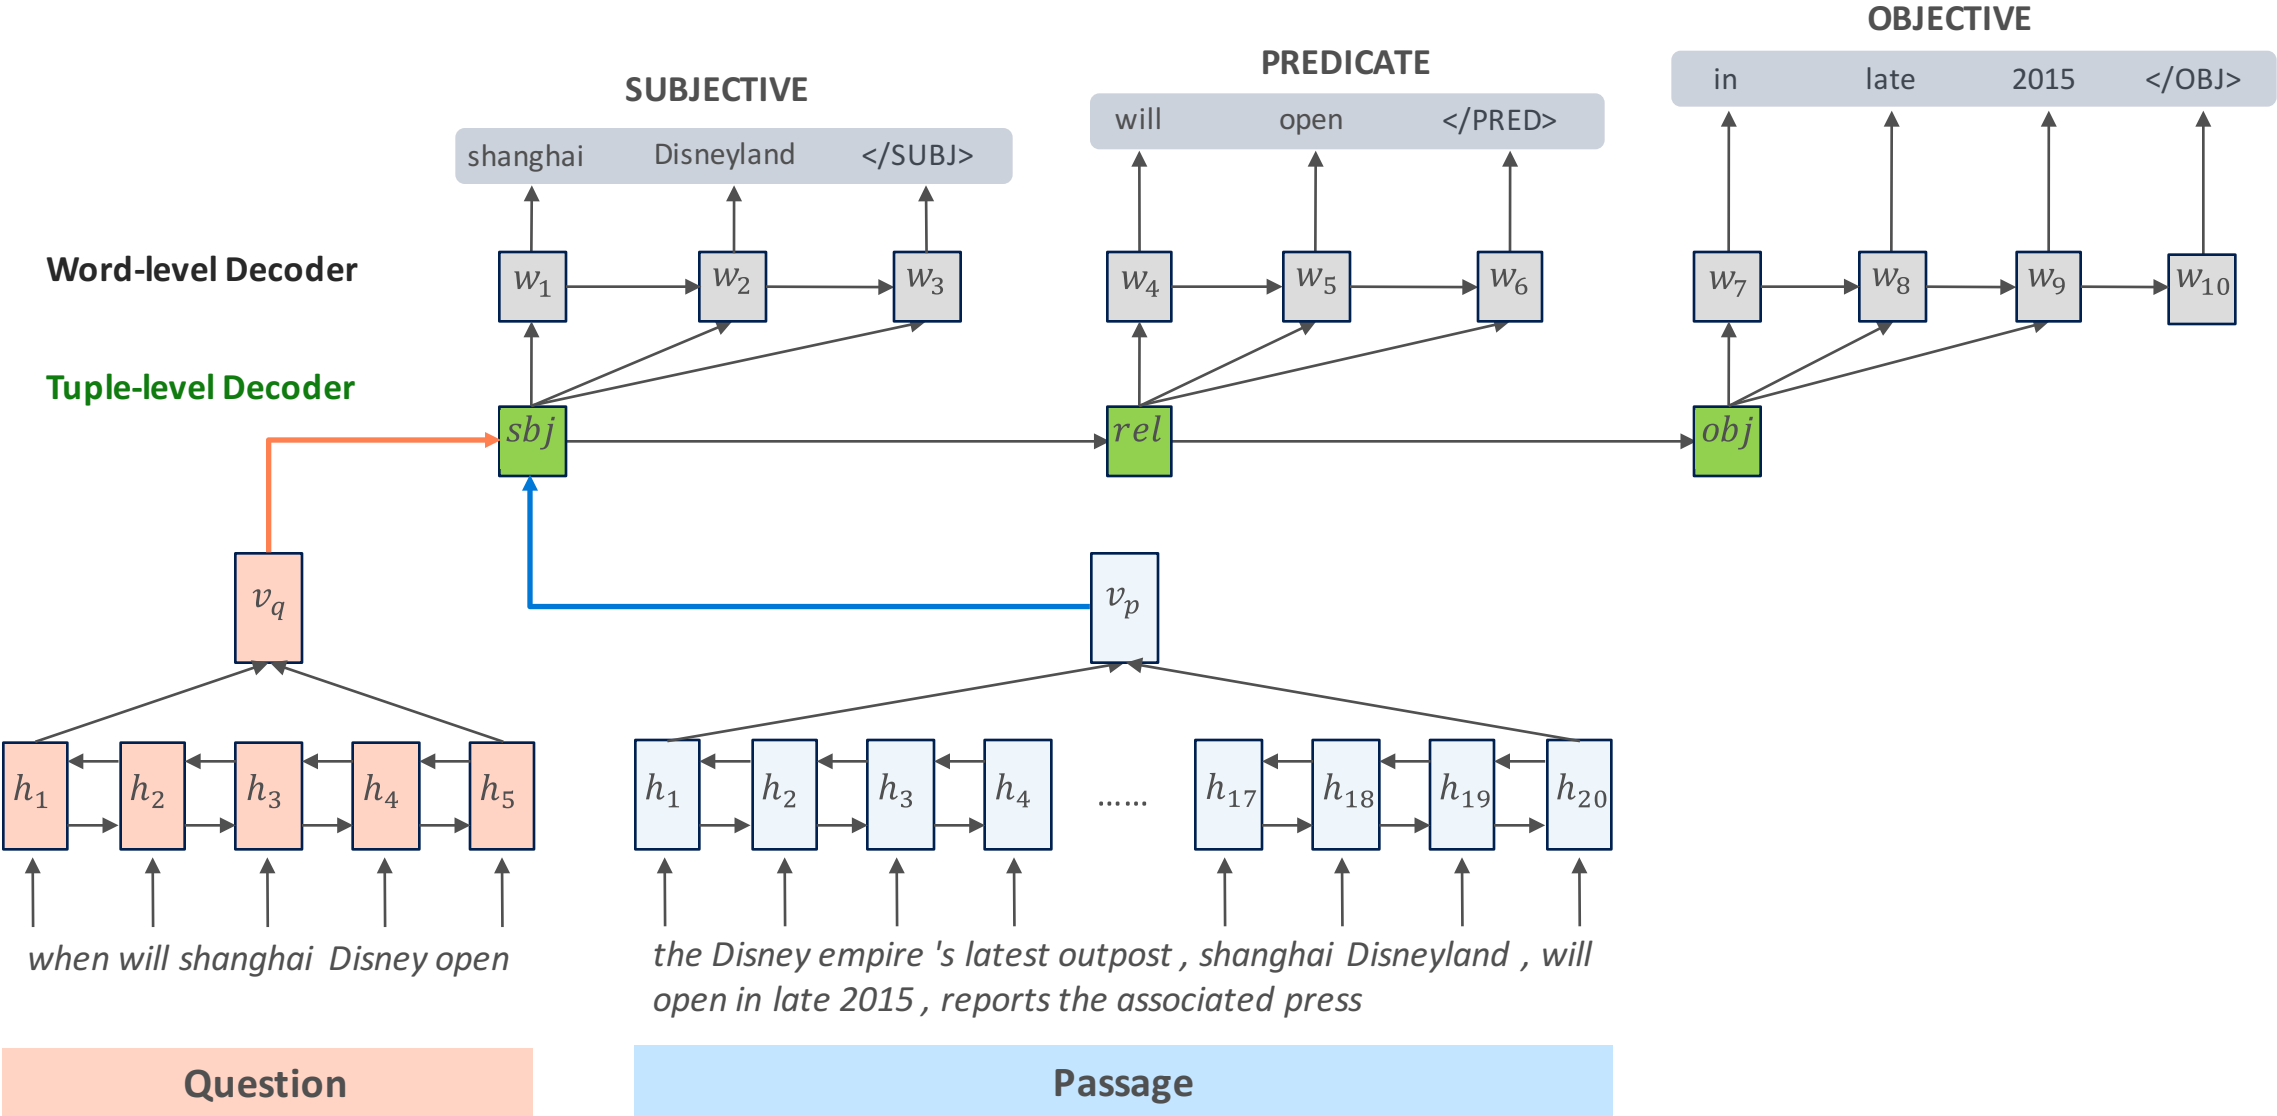 OBJECTIVE
in late 2015 </OBJ>
PREDICATE
will open </PRED>
SUBJECTIVE
shanghai Disneyland </SUBJ>
Word-level Decoder
w1 w2 w3 w4 w5 w6 w7 w8 w9 w10
Tuple-level Decoder
sbj rel obj
vq vp
h1 h2 h3 h4 h5 h1 h2 h3 h4 ...... h17 h18 h19 h20
when will shanghai Disney open
the Disney empire 's latest outpost , shanghai Disneyland , will
open in late 2015 , reports the associated press
Question
Passage